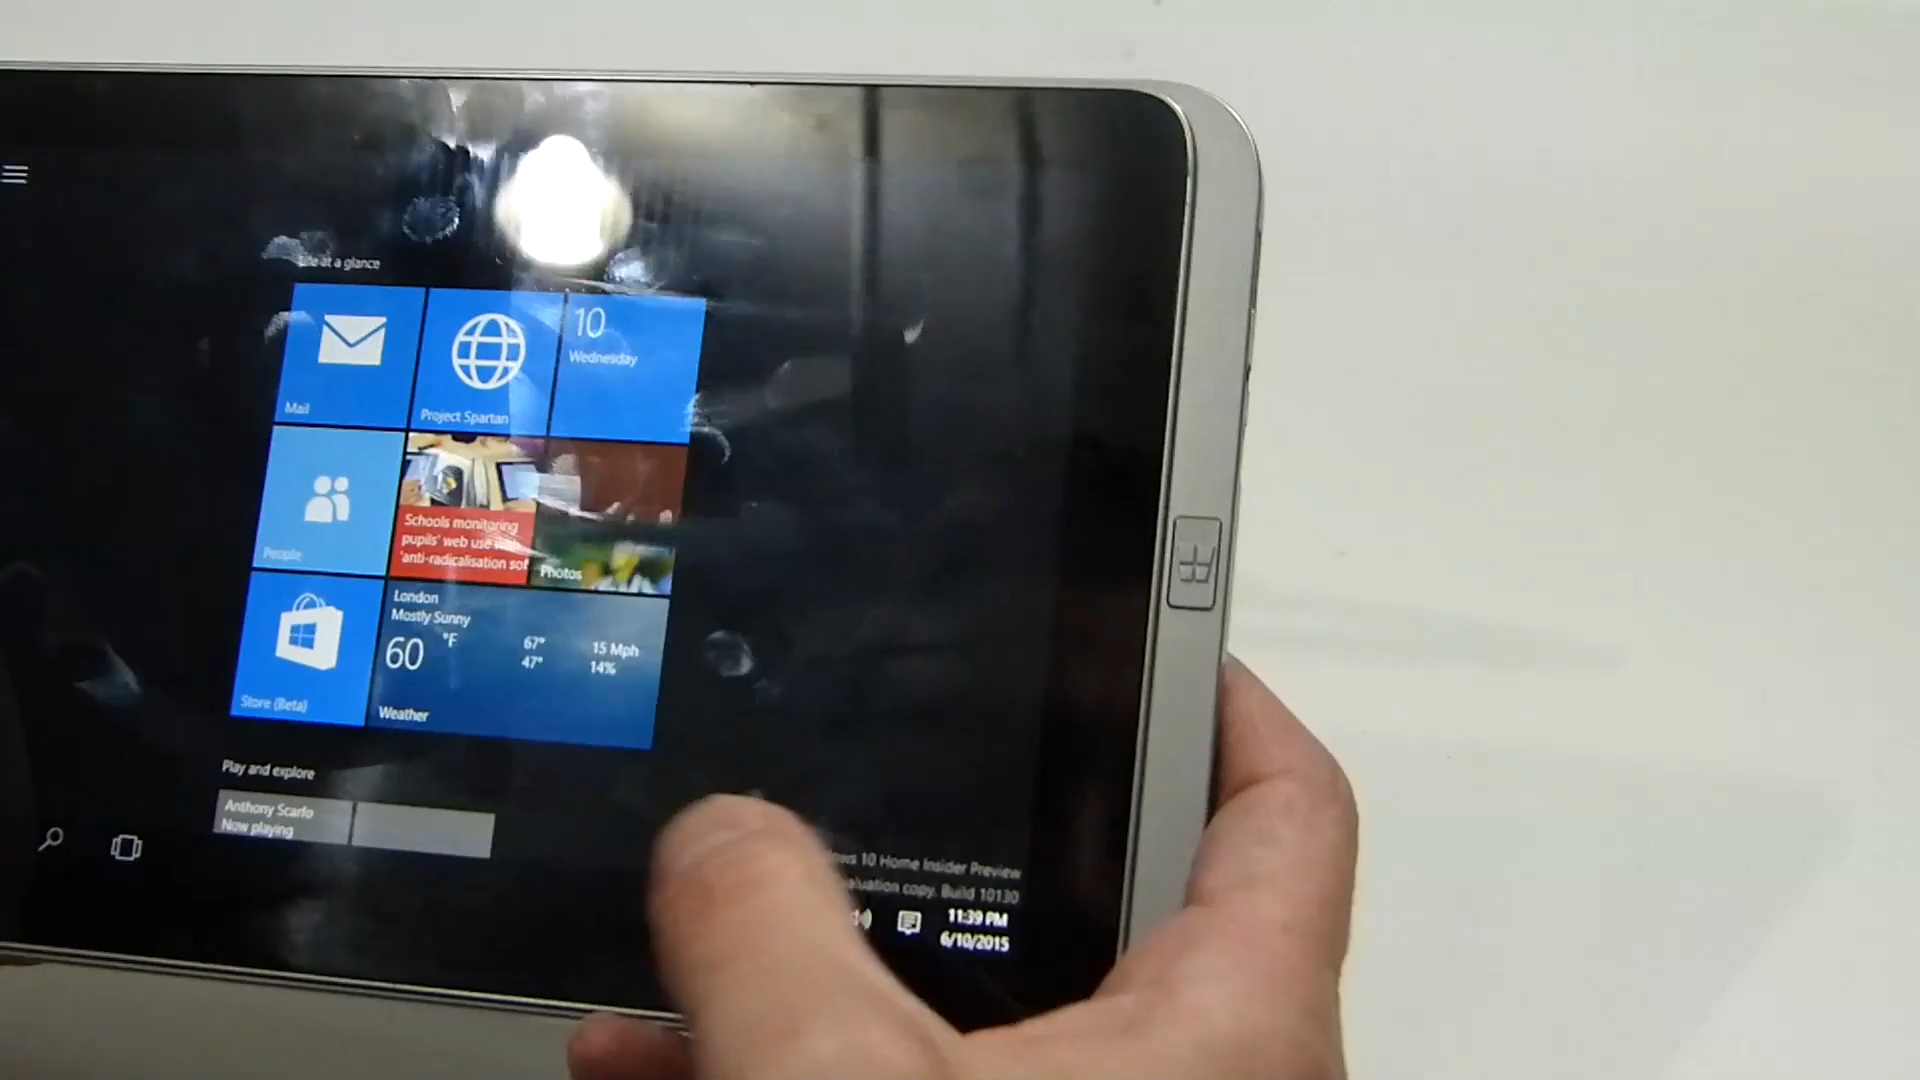 Life at a glance
Mail
Project Spartan
10
Wednesday
People
Schools monitoring
pupils' web use with
'anti-radicalisation sof
Photos
Store (Beta)
London
Mostly Sunny
60 °F
67° 15 Mph
47° 14%
Weather
Play and explore
Anthony Scarfo
Now playing
10 Home Insider Preview
copy. Build 10130
11:39 PM
6/10/2015